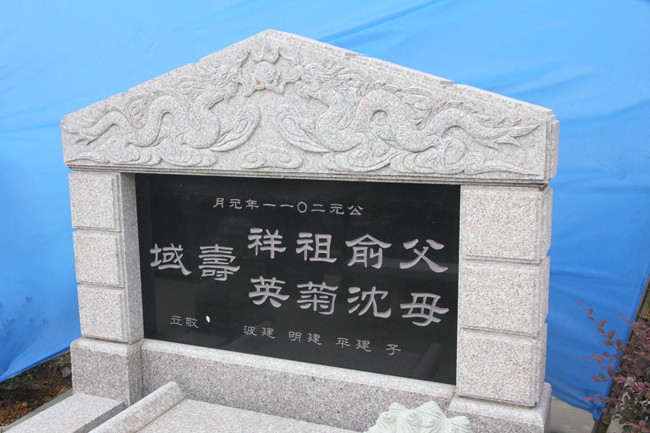 公元二〇一一年元月
父俞祖祥
母沈菊英
壽域
子 建平 建明 建波 敬立